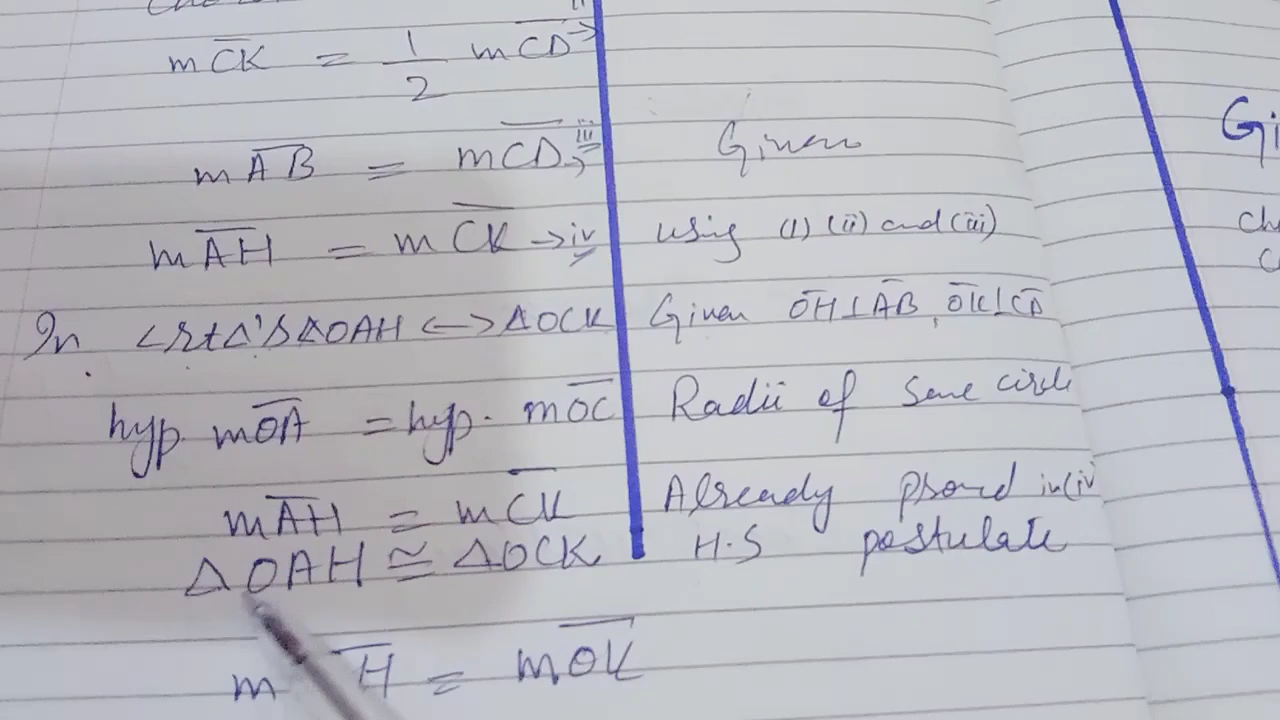 mCK = 1/2 mCD →
mAB = mCD, iii Given
mAH = mCK → iv using (i) (ii) and (iii)
In <rt△'s △OAH <-> △OCK Given OH⊥AB, OK⊥CD
hyp. mOA = hyp. mOC Radii of same circle
mAH = mCK Already proved in (iv
△OAH ≅ △OCK H.S postulate
m H = mOK
Gi